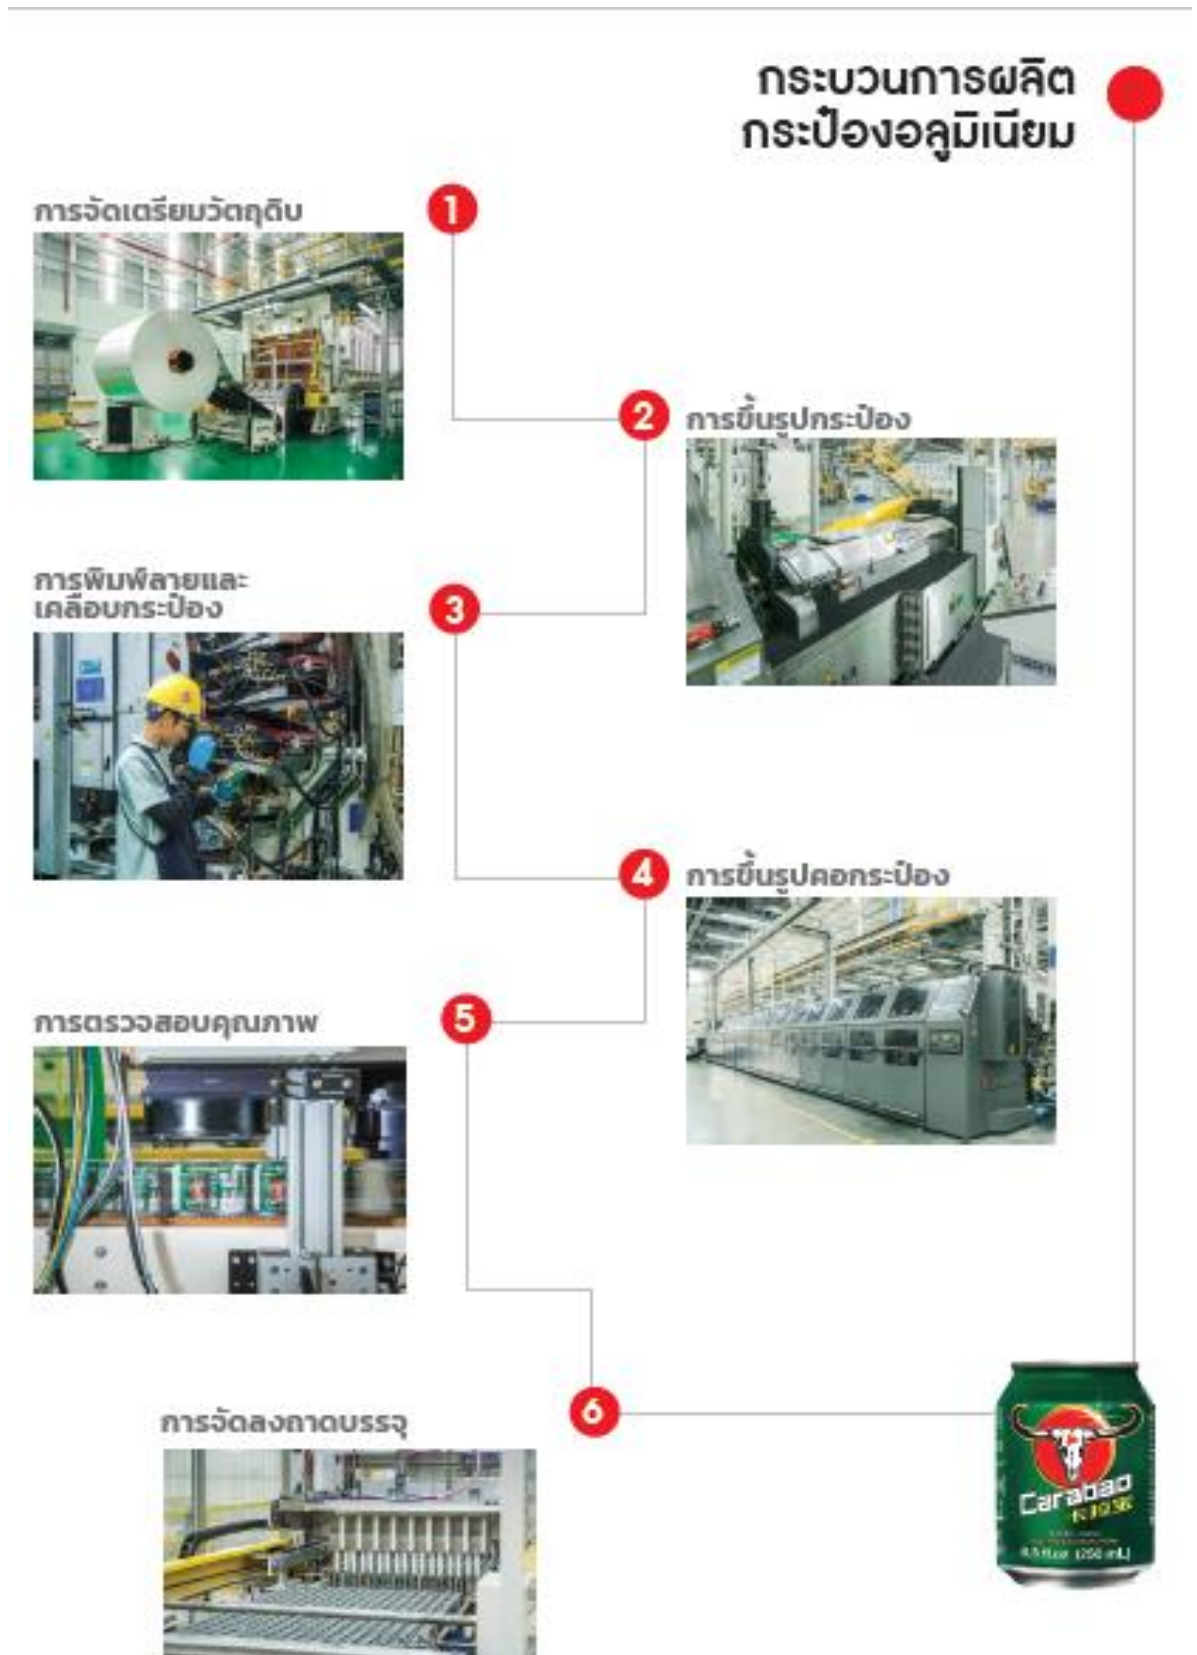 กระบวนการผลิต
กระป๋องอลูมิเนียม
การจัดเตรียมวัตถุดิบ
1
2
การขึ้นรูปกระป๋อง
การพิมพ์ลายและ
เคลือบกระป๋อง
3
4
การขึ้นรูปคอกระป๋อง
การตรวจสอบคุณภาพ
5
6
การจัดลงถาดบรรจุ
Carabao
(250 mL)